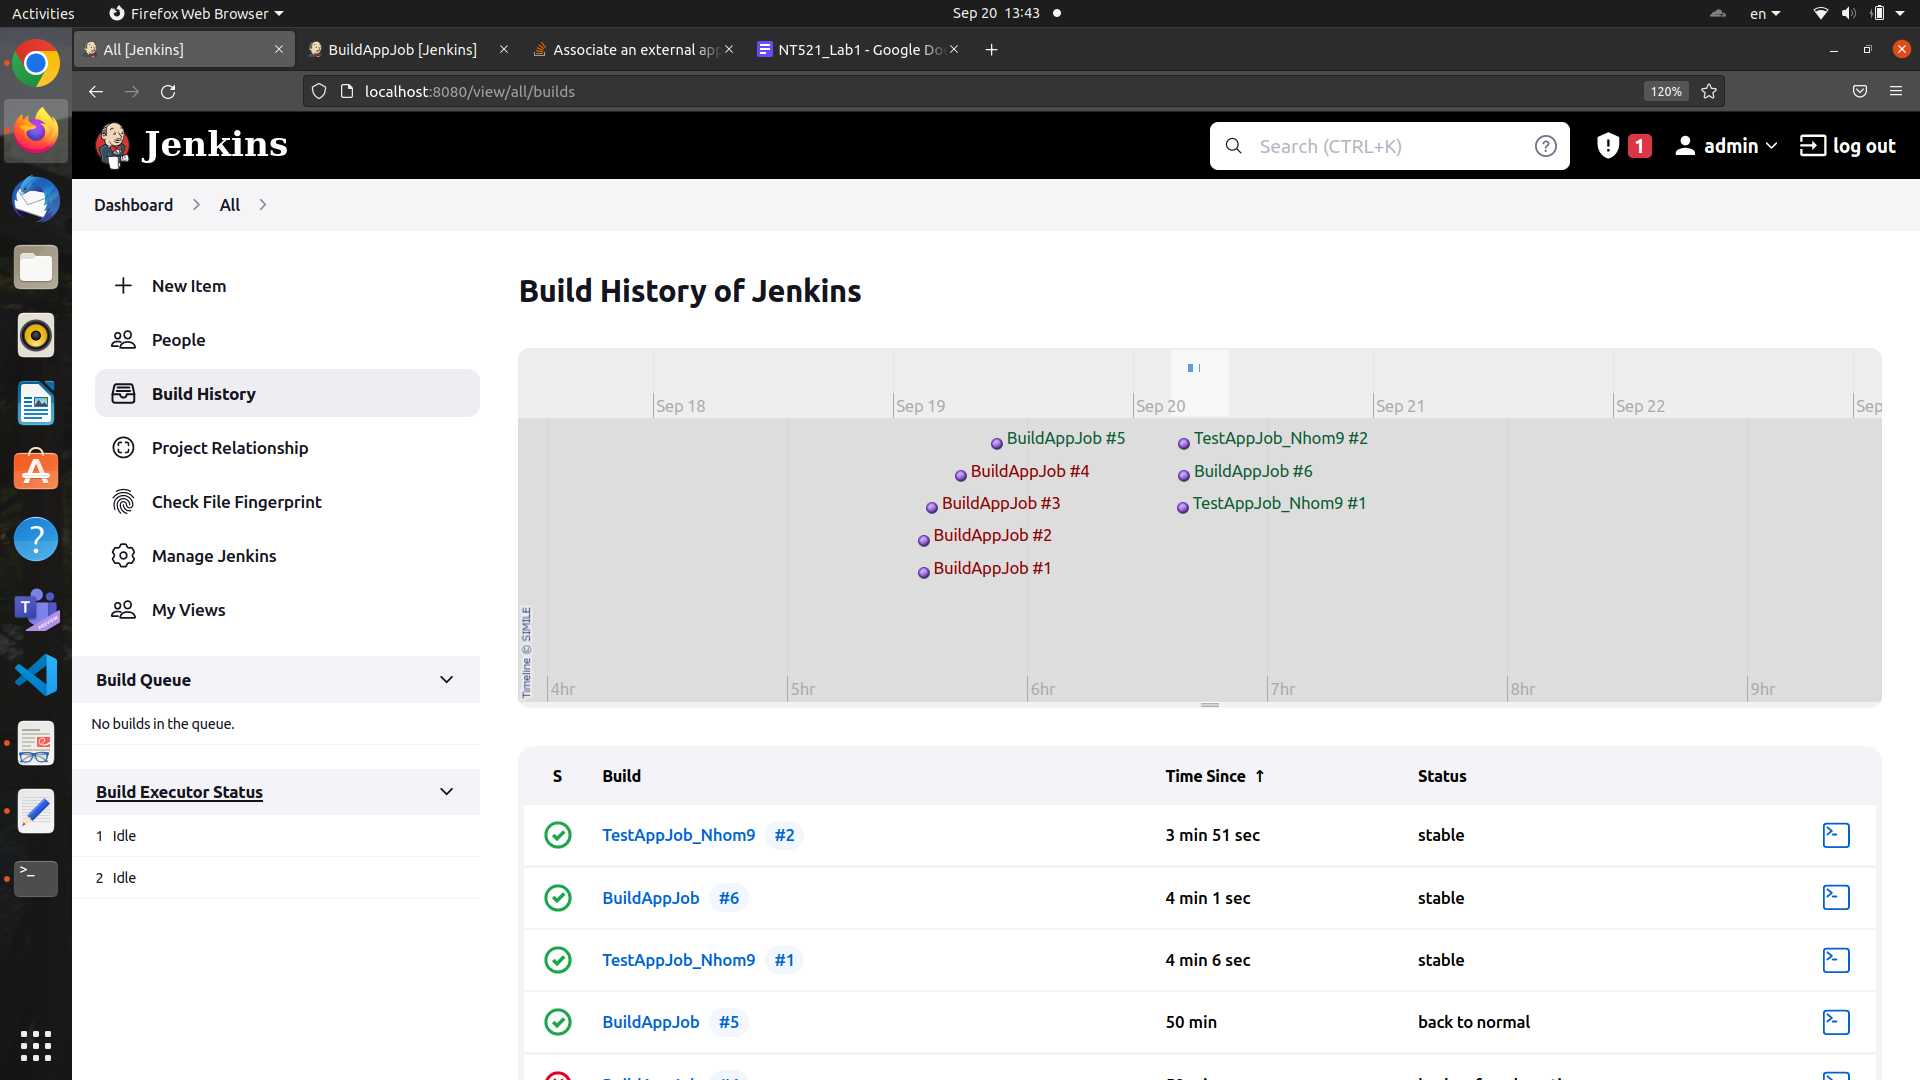 Activities
Firefox Web Browser
Sep 20 13:43
en
All [Jenkins]
BuildAppJob [Jenkins]
Associate an external app
NT521_Lab1 - Google Do
localhost:8080/view/all/builds
120%
Jenkins
Search (CTRL+K)
1
admin
log out
Dashboard
All
New Item
People
Build History
Project Relationship
Check File Fingerprint
Manage Jenkins
My Views
Build Queue
No builds in the queue.
Build Executor Status
1 Idle
2 Idle
Build History of Jenkins
Sep 18
Sep 19
Sep 20
Sep 21
Sep 22
Sep
BuildAppJob #5
TestAppJob_Nhom9 #2
BuildAppJob #4
BuildAppJob #6
BuildAppJob #3
TestAppJob_Nhom9 #1
BuildAppJob #2
BuildAppJob #1
Timeline © SIMILE
4hr
5hr
6hr
7hr
8hr
9hr
S Build Time Since ↑ Status
TestAppJob_Nhom9 #2 3 min 51 sec stable
BuildAppJob #6 4 min 1 sec stable
TestAppJob_Nhom9 #1 4 min 6 sec stable
BuildAppJob #5 50 min back to normal